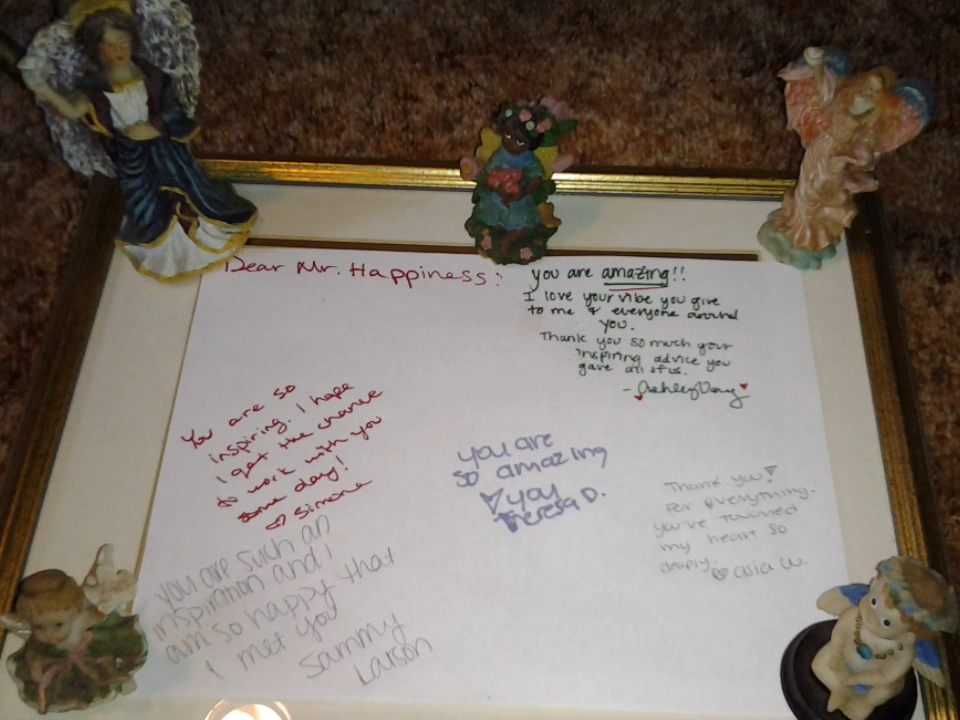 Dear Mr. Happiness:
you are amazing!!
I love your vibe you give
to me & everyone around
you.
Thank you so much your
inspiring advice you
gave all of us.
- Ashley
You are so
inspiring. I hope
I get the chance
to work with you
some day!
♡ Simone
you are
so amazing
♡ you
Theresa D.
Thank you!
For everything.
you've touched
my heart so
deeply.
W.
you are such an
inspiration and I
am so happy that
I met you
Sammy
Larson